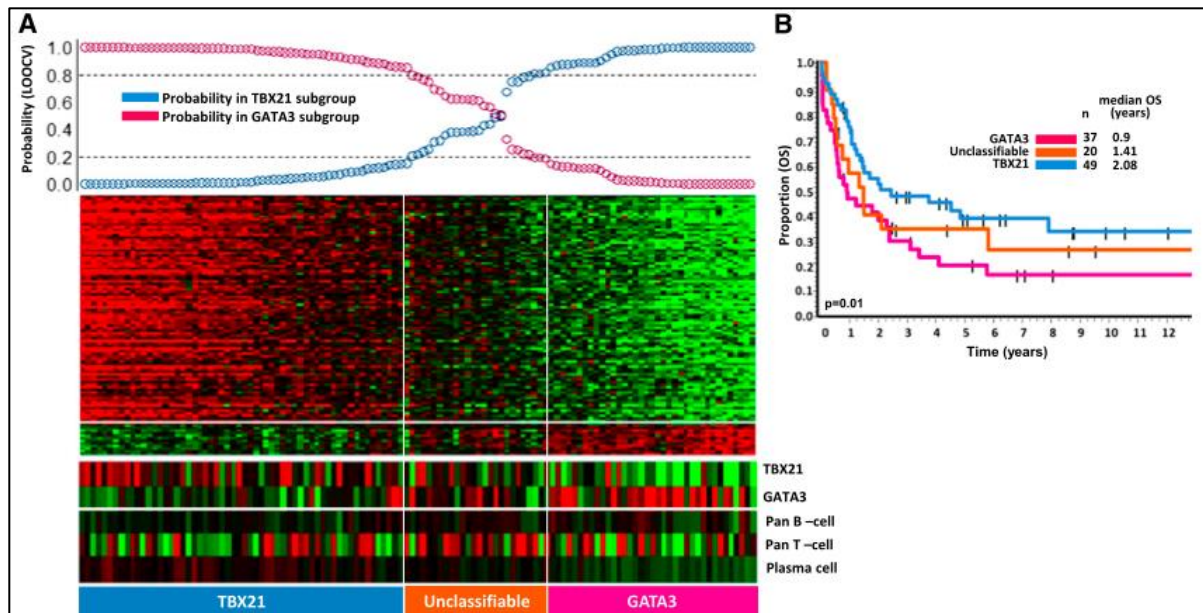 A
Probability (LOOCV)
1.0
0.8
0.6
0.4
0.2
0.0
Probability in TBX21 subgroup
Probability in GATA3 subgroup
TBX21
GATA3
Pan B –cell
Pan T –cell
Plasma cell
TBX21
Unclassifiable
GATA3
B
Proportion (OS)
1.0
0.9
0.8
0.7
0.6
0.5
0.4
0.3
0.2
0.1
0.0
n median OS (years)
GATA3 37 0.9
Unclassifiable 20 1.41
TBX21 49 2.08
p=0.01
0 1 2 3 4 5 6 7 8 9 10 11 12
Time (years)